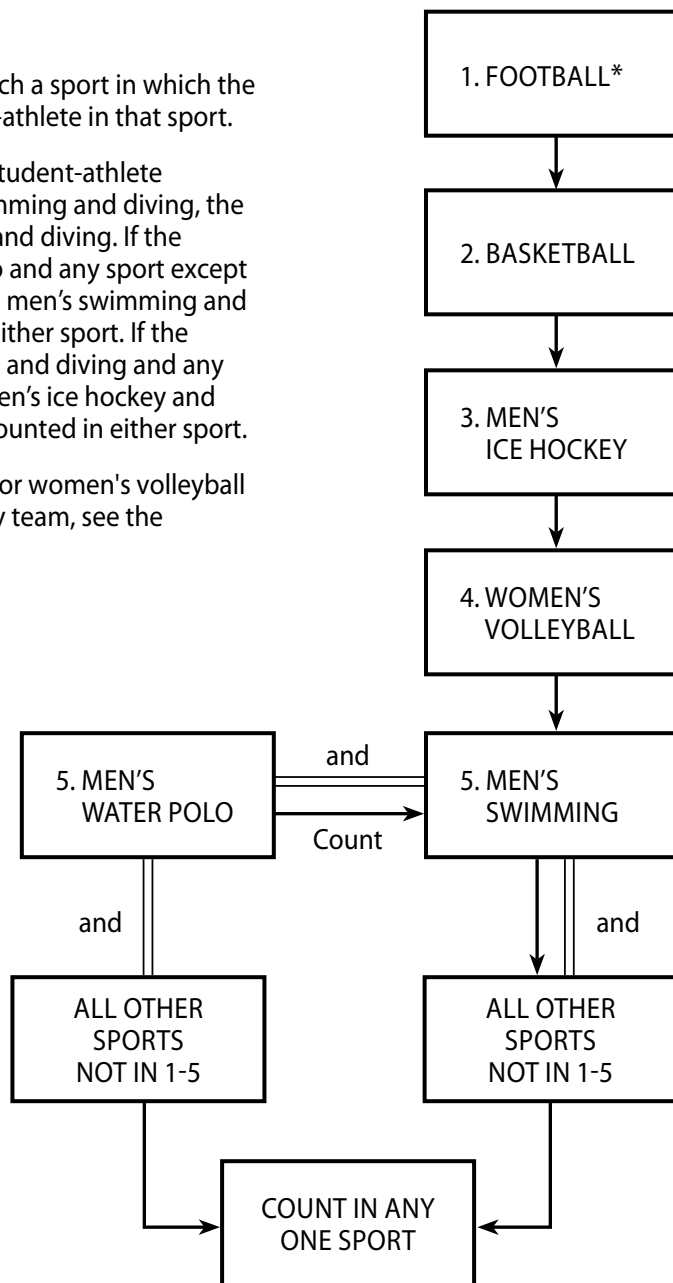 ch a sport in which the
-athlete in that sport.
tudent-athlete
nming and diving, the
and diving. If the
o and any sport except
men's swimming and
ither sport. If the
and diving and any
en's ice hockey and
ounted in either sport.
or women's volleyball
y team, see the
1. FOOTBALL*
2. BASKETBALL
3. MEN'S
ICE HOCKEY
4. WOMEN'S
VOLLEYBALL
5. MEN'S
WATER POLO
and
Count
5. MEN'S
SWIMMING
and
and
ALL OTHER
SPORTS
NOT IN 1-5
ALL OTHER
SPORTS
NOT IN 1-5
COUNT IN ANY
ONE SPORT